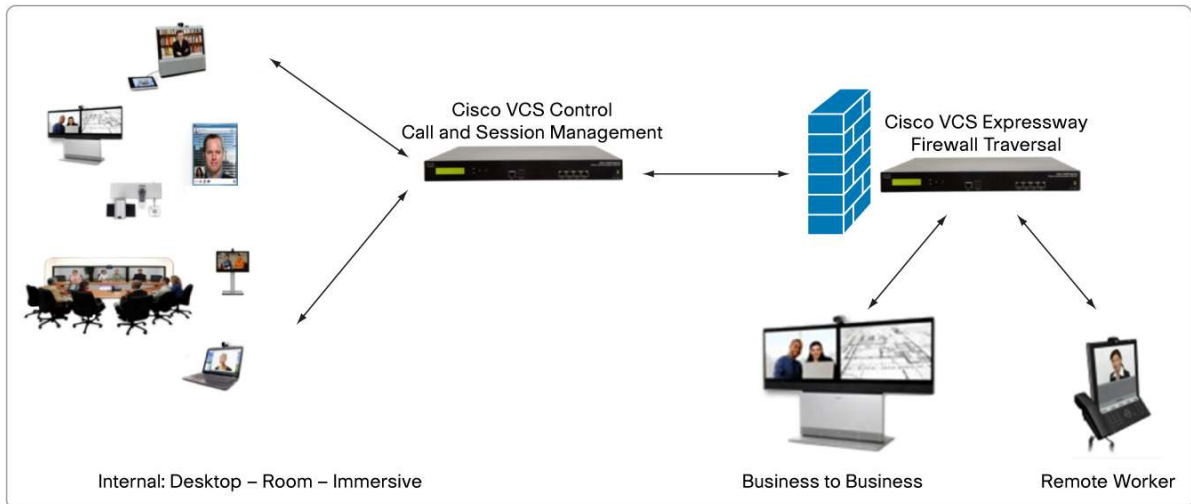 Cisco VCS Control
Call and Session Management
Cisco VCS Expressway
Firewall Traversal
Internal: Desktop – Room – Immersive
Business to Business
Remote Worker